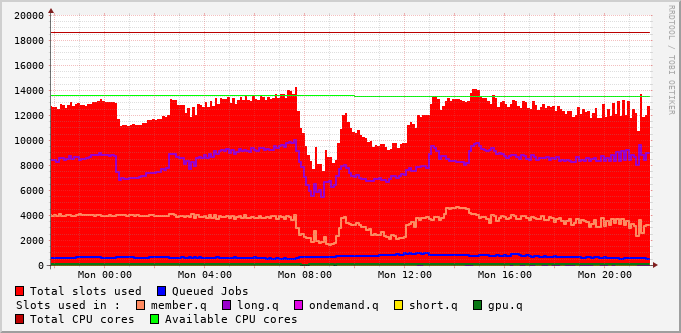 20000
18000
16000
14000
12000
10000
8000
6000
4000
2000
0
Mon 00:00 Mon 04:00 Mon 08:00 Mon 12:00 Mon 16:00 Mon 20:00
Total slots used Queued Jobs
Slots used in : member.q long.q ondemand.q short.q gpu.q
Total CPU cores Available CPU cores
RRDTOOL / TOBI OETIKER